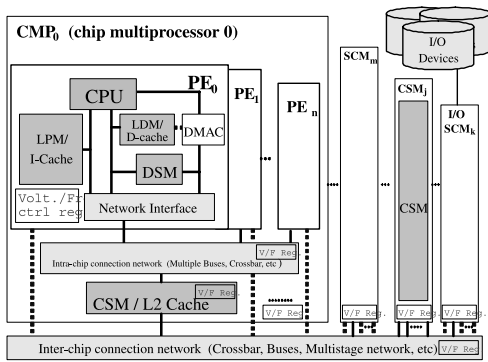 CMP0 (chip multiprocessor 0)
I/O
Devices
SCMm
CSMj
I/O
SCMk
PE0
PE1
PE n
CPU
LPM/
I-Cache
LDM/
D-cache
DMAC
DSM
CSM
Volt./Fr
ctrl reg
Network Interface
V/F Reg.
Intra-chip connection network (Multiple Buses, Crossbar, etc)
V/F Reg.
CSM / L2 Cache
V/F Reg
V/F Reg
V/F Reg.
V/F Reg.
Inter-chip connection network (Crossbar, Buses, Multistage network, etc)
V/F Reg